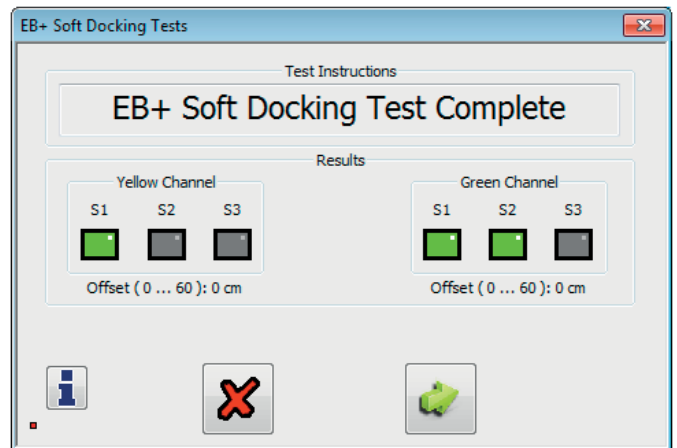 EB+ Soft Docking Tests
Test Instructions
EB+ Soft Docking Test Complete
Results
Yellow Channel
Green Channel
S1 S2 S3
S1 S2 S3
Offset ( 0 ... 60 ): 0 cm
Offset ( 0 ... 60 ): 0 cm